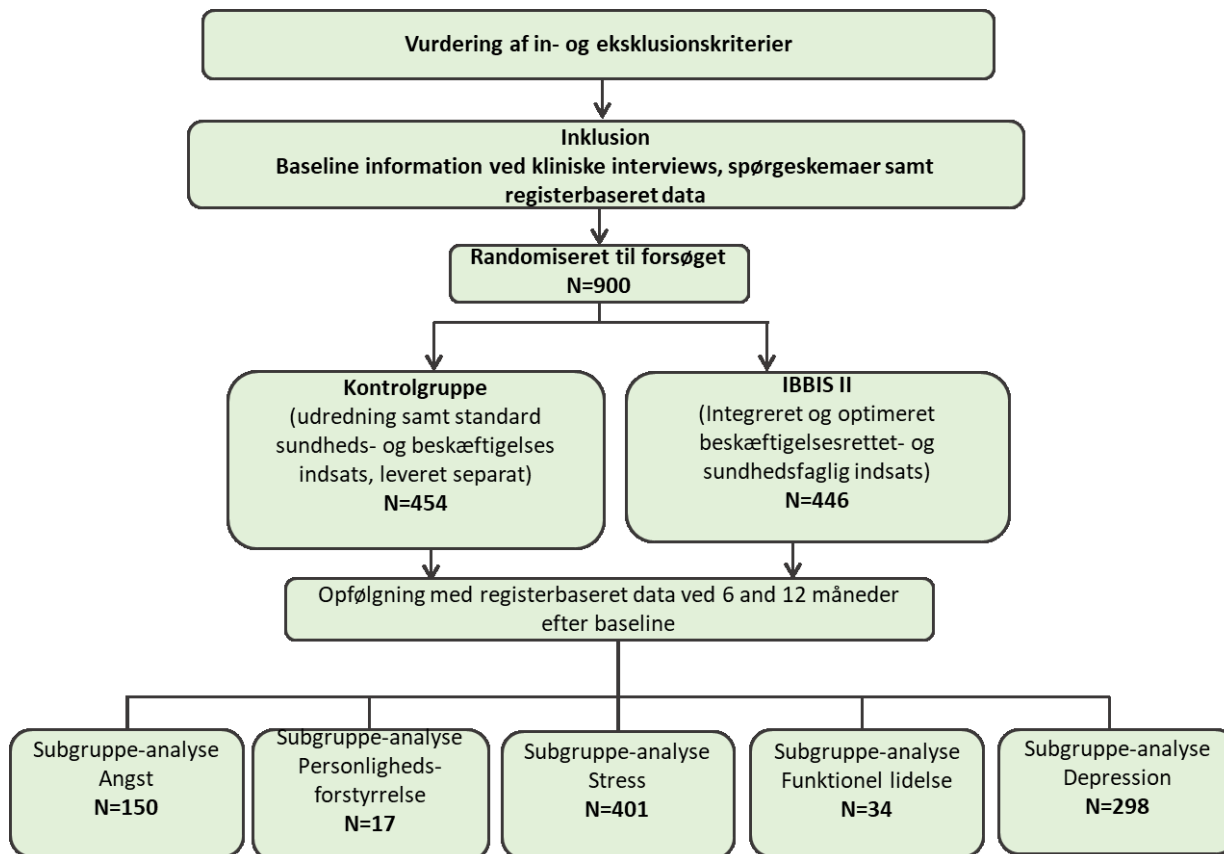 Vurdering af in- og eksklusionskriterier
Inklusion
Baseline information ved kliniske interviews, spørgeskemaer samt
registerbaseret data
Randomiseret til forsøget
N=900
Kontrolgruppe
(udredning samt standard
sundheds- og beskæftigelses
indsats, leveret separat)
N=454
IBBIS II
(Integreret og optimeret
beskæftigelsesrettet- og
sundhedsfaglig indsats)
N=446
Opfølgning med registerbaseret data ved 6 and 12 måneder
efter baseline
Subgruppe-analyse
Angst
N=150
Subgruppe-analyse
Personligheds-
forstyrrelse
N=17
Subgruppe-analyse
Stress
N=401
Subgruppe-analyse
Funktionel lidelse
N=34
Subgruppe-analyse
Depression
N=298